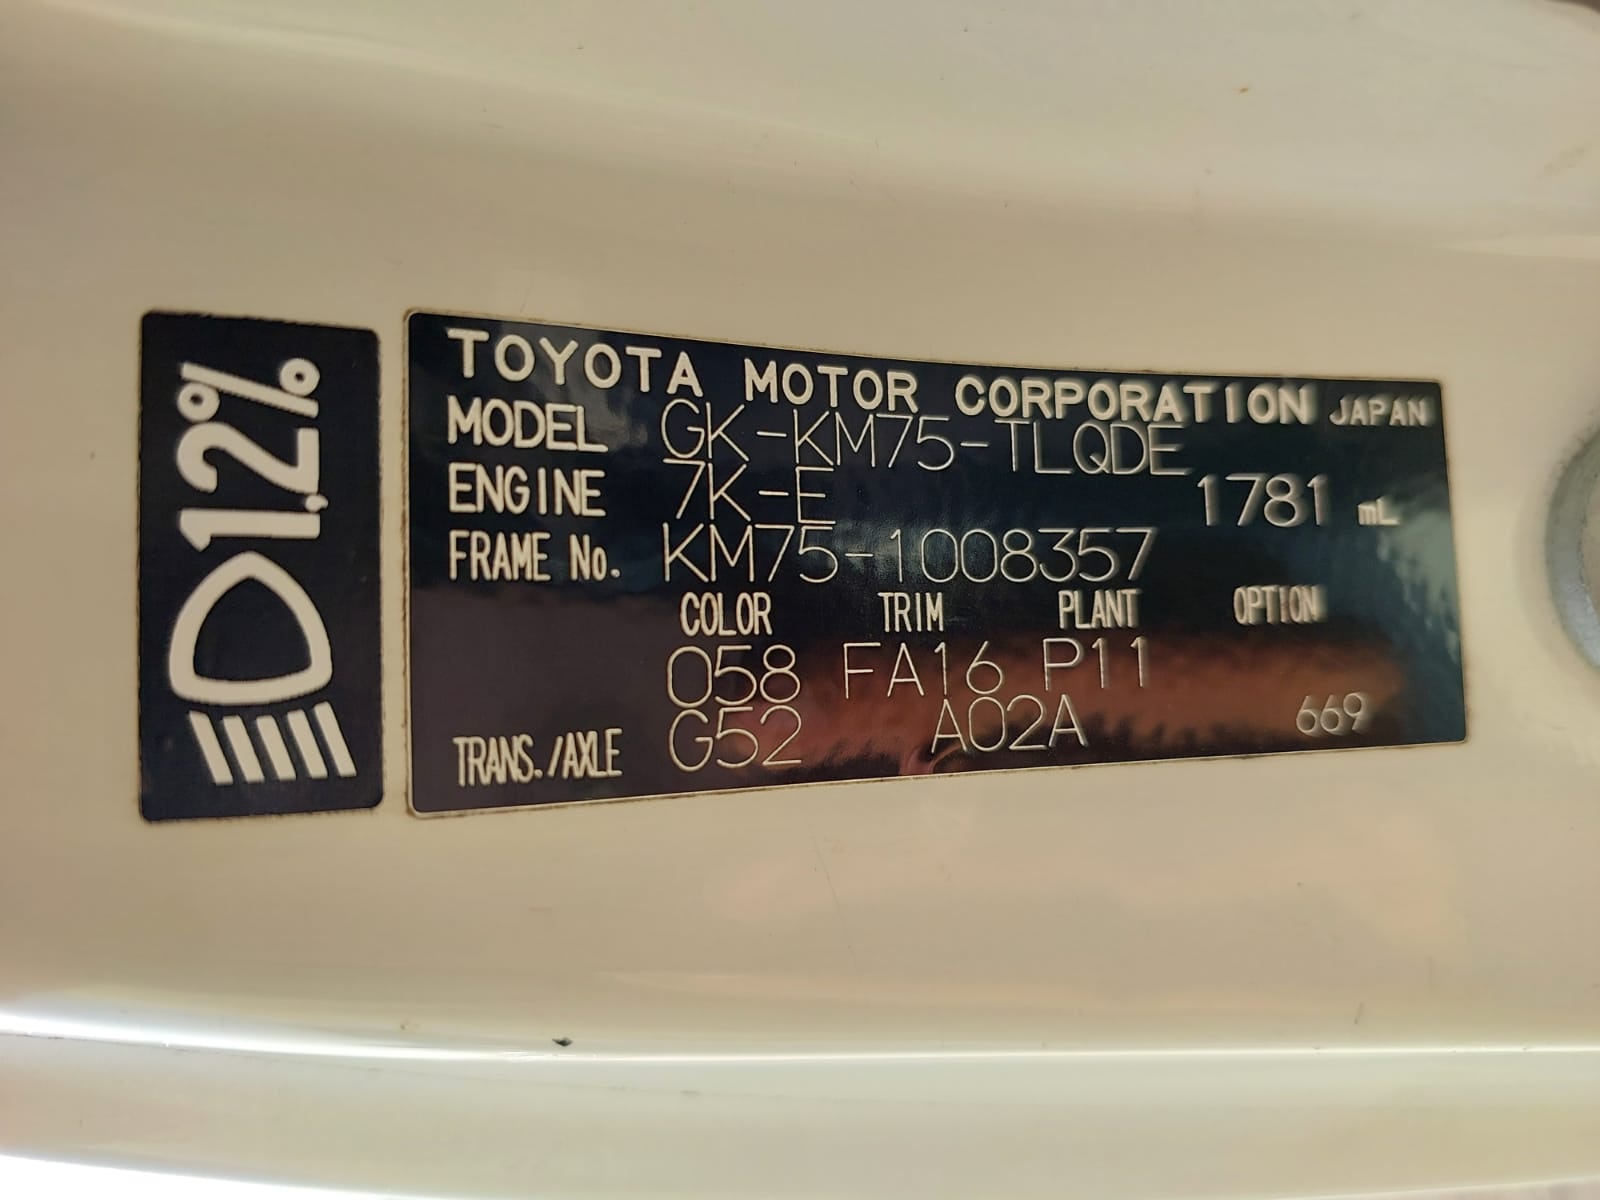 1.2%
TOYOTA MOTOR CORPORATION JAPAN
MODEL GK-KM75-TLQDE
ENGINE 7K-E 1781 mL
FRAME No. KM75-1008357
COLOR TRIM PLANT OPTION
058 FA16 P11
TRANS./AXLE G52 A02A 669